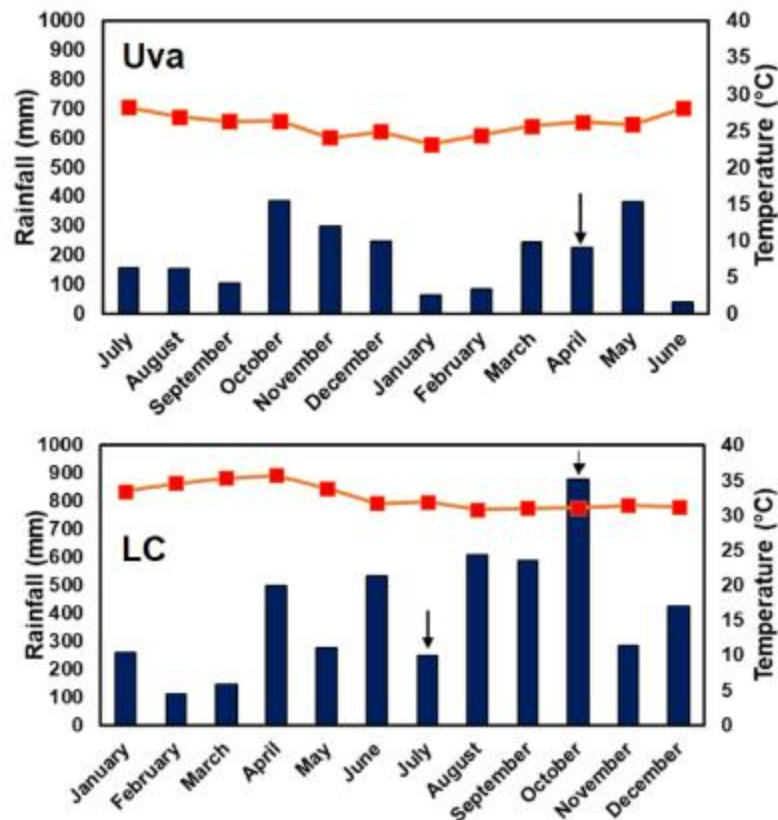 Uva
Rainfall (mm)
1000
900
800
700
600
500
400
300
200
100
0
Temperature (°C)
40
35
30
25
20
15
10
5
0
July
August
September
October
November
December
January
February
March
April
May
June
LC
Rainfall (mm)
1000
900
800
700
600
500
400
300
200
100
0
Temperature (°C)
40
35
30
25
20
15
10
5
0
January
February
March
April
May
June
July
August
September
October
November
December